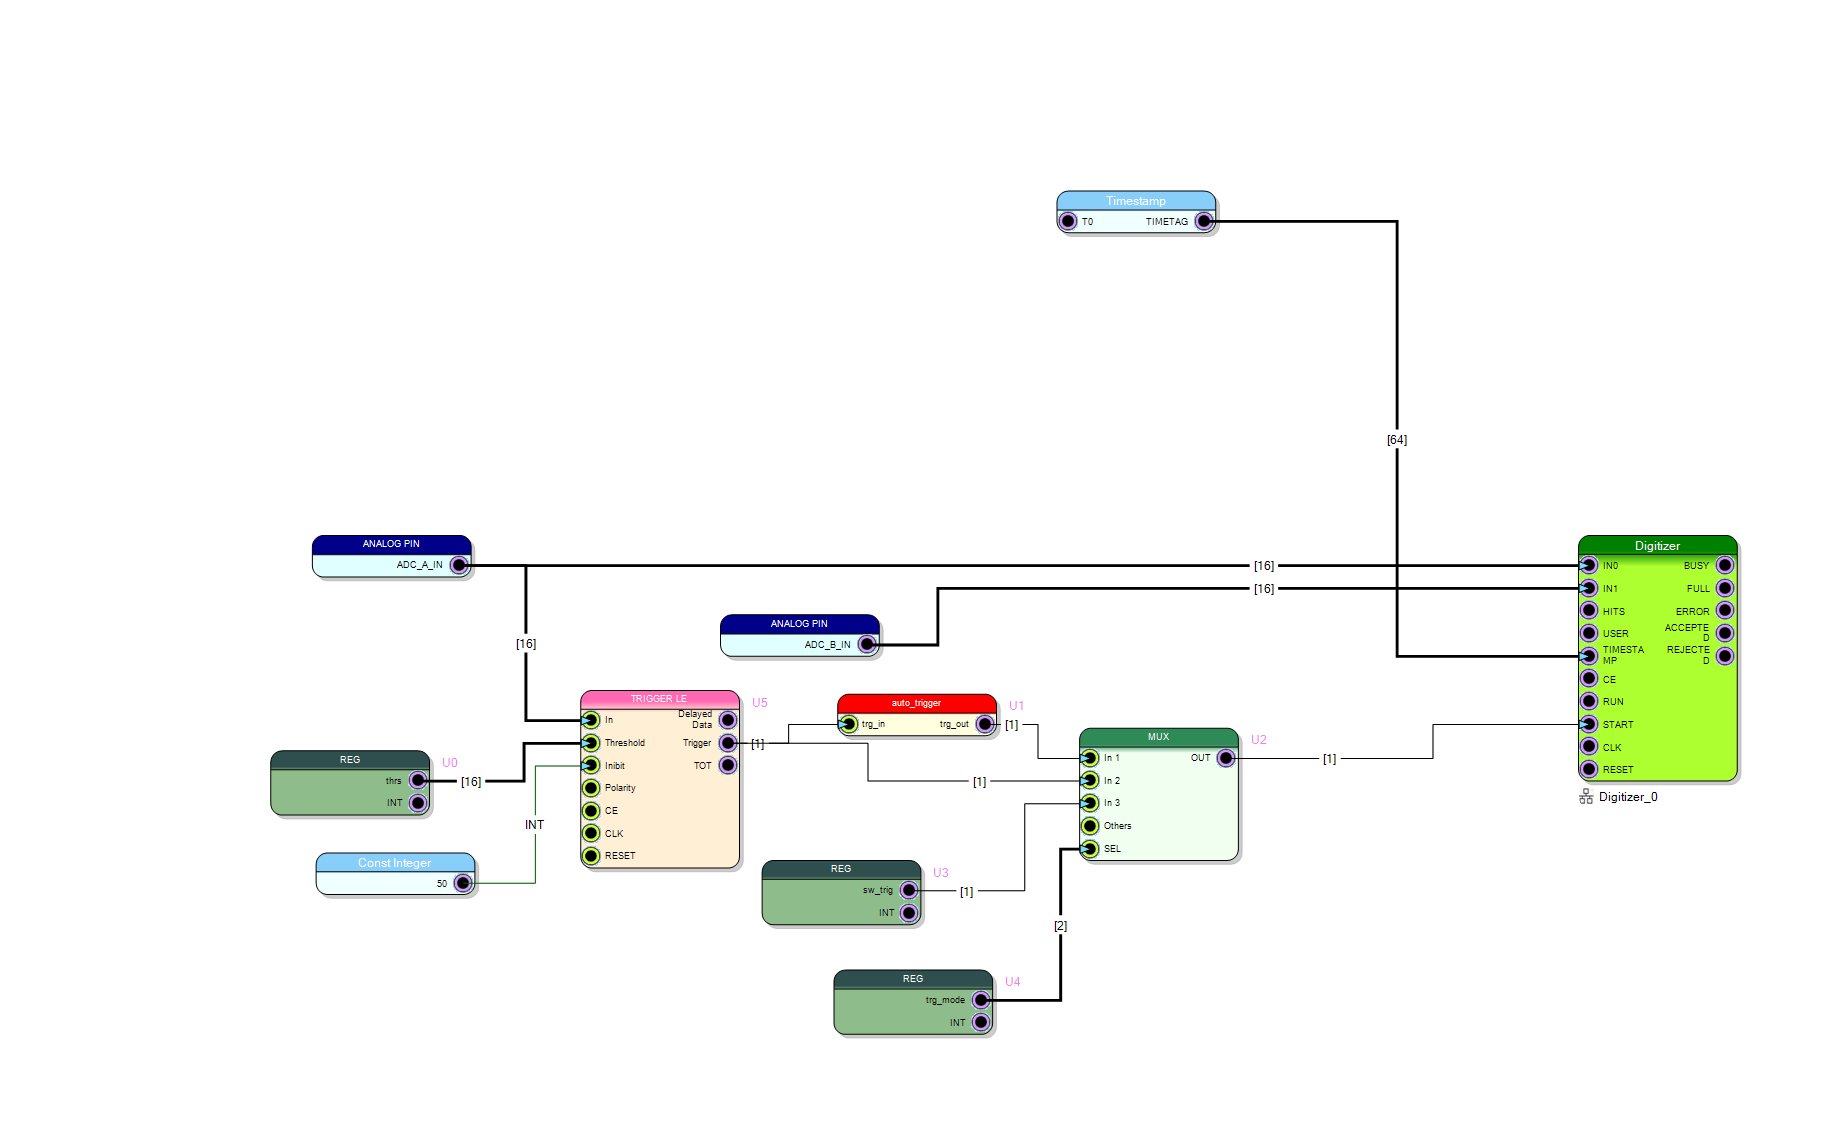 Timestamp
T0
TIMETAG
[64]
ANALOG PIN
ADC_A_IN
[16]
[16]
[16]
ANALOG PIN
ADC_B_IN
Digitizer
IN0
BUSY
IN1
FULL
HITS
ERROR
USER
ACCEPTE
D
TIMESTA
MP
REJECTE
D
CE
RUN
START
CLK
RESET
Digitizer_0
TRIGGER LE
U5
In
Delayed
Data
Threshold
Trigger
[1]
Inibit
TOT
Polarity
CE
CLK
RESET
auto_trigger
U1
trg_in
trg_out
[1]
MUX
U2
In 1
OUT
[1]
In 2
[1]
In 3
Others
SEL
REG
U0
thrs
[16]
INT
INT
Const Integer
50
REG
U3
sw_trig
[1]
INT
[2]
REG
U4
trg_mode
INT